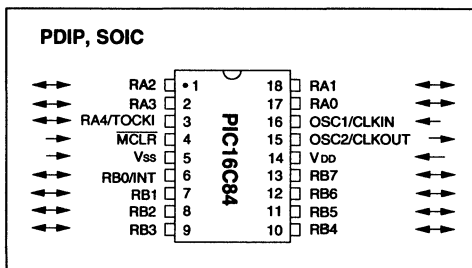 PDIP, SOIC
RA2 1 18 RA1
RA3 2 17 RA0
RA4/TOCKI 3 16 OSC1/CLKIN
MCLR 4 15 OSC2/CLKOUT
Vss 5 14 VDD
RB0/INT 6 13 RB7
RB1 7 12 RB6
RB2 8 11 RB5
RB3 9 10 RB4
PIC16C84